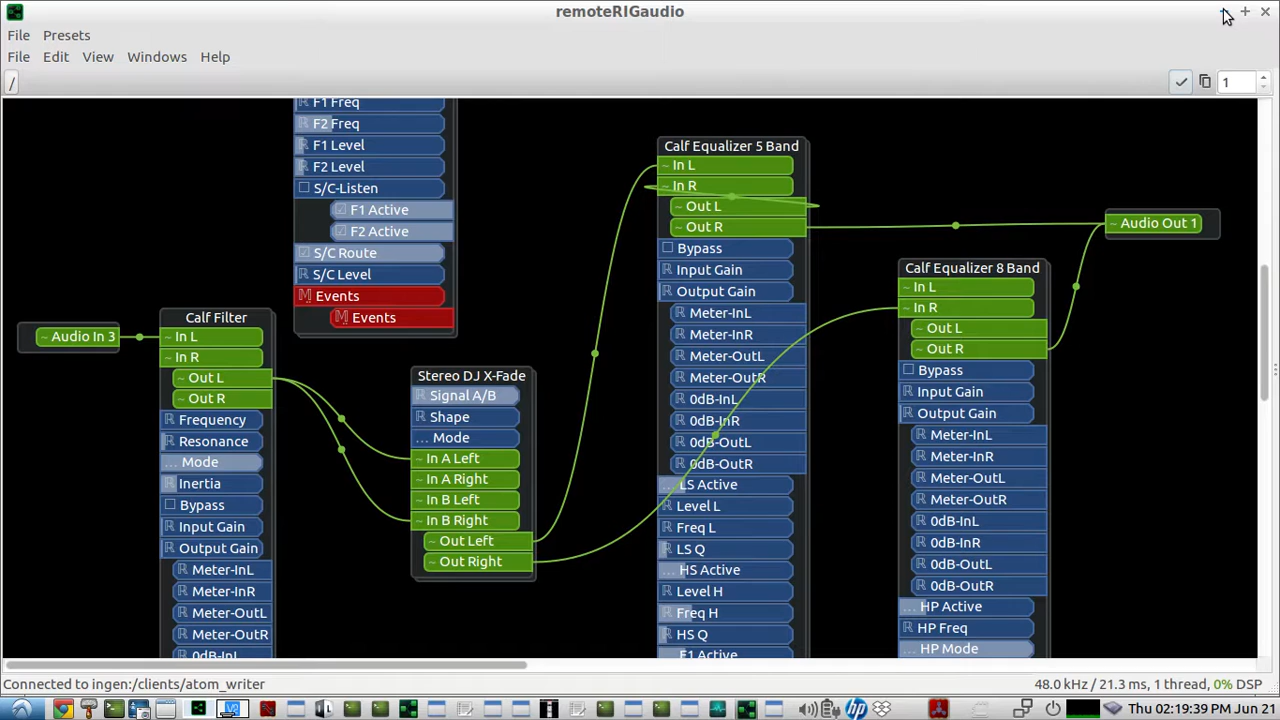 remoteRIGaudio
File Presets
File Edit View Windows Help
/ 1
F1 Freq
F2 Freq
F1 Level
F2 Level
S/C-Listen
F1 Active
F2 Active
S/C Route
S/C Level
Events
Events
Audio In 3
Calf Filter
In L
In R
Out L
Out R
Frequency
Resonance
... Mode
Inertia
Bypass
Input Gain
Output Gain
Meter-InL
Meter-InR
Meter-OutL
Meter-OutR
0dB-InL
Stereo DJ X-Fade
Signal A/B
Shape
... Mode
In A Left
In A Right
In B Left
In B Right
Out Left
Out Right
Calf Equalizer 5 Band
In L
In R
Out L
Out R
Bypass
Input Gain
Output Gain
Meter-InL
Meter-InR
Meter-OutL
Meter-OutR
0dB-InL
0dB-InR
0dB-OutL
0dB-OutR
... LS Active
Level L
Freq L
LS Q
... HS Active
Level H
Freq H
HS Q
F1 Active
Calf Equalizer 8 Band
In L
In R
Out L
Out R
Bypass
Input Gain
Output Gain
Meter-InL
Meter-InR
Meter-OutL
Meter-OutR
0dB-InL
0dB-InR
0dB-OutL
0dB-OutR
... HP Active
HP Freq
... HP Mode
Audio Out 1
Connected to ingen:/clients/atom_writer 48.0 kHz / 21.3 ms, 1 thread, 0% DSP
Thu 02:19:39 PM Jun 21